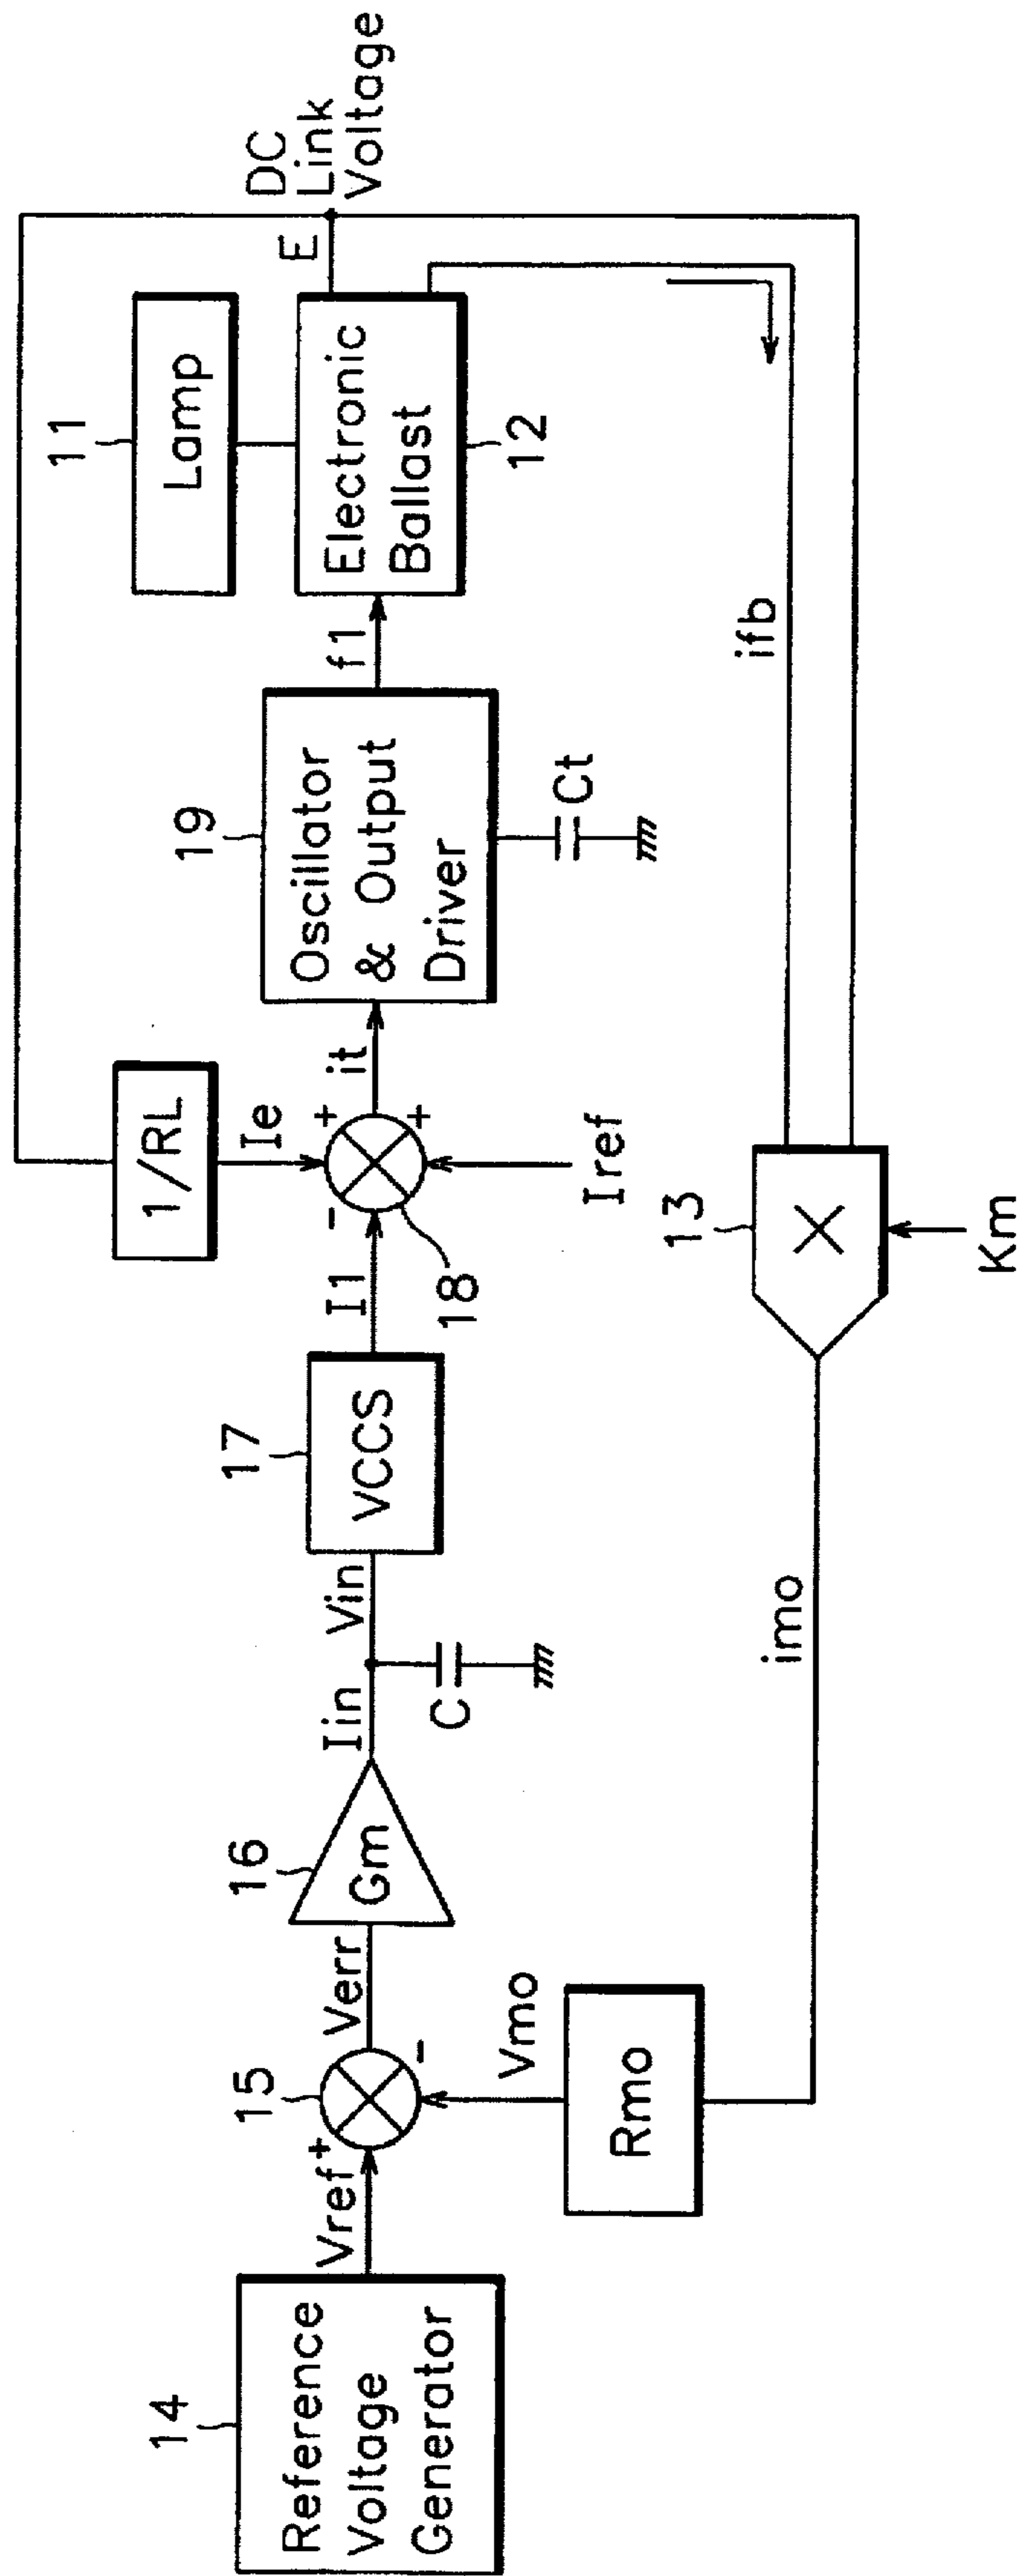 14
Reference
Voltage
Generator
Vref
+
15
-
Verr
Vmo
Rmo
16
Gm
Iin
Vin
C
imo
17
VCCS
I1
-
18
1/RL
Ie
+
+
it
Iref
13
×
Km
19
Oscillator
& Output
Driver
Ct
f1
ifb
11
Lamp
Electronic
Ballast
12
E
DC
Link
Voltage